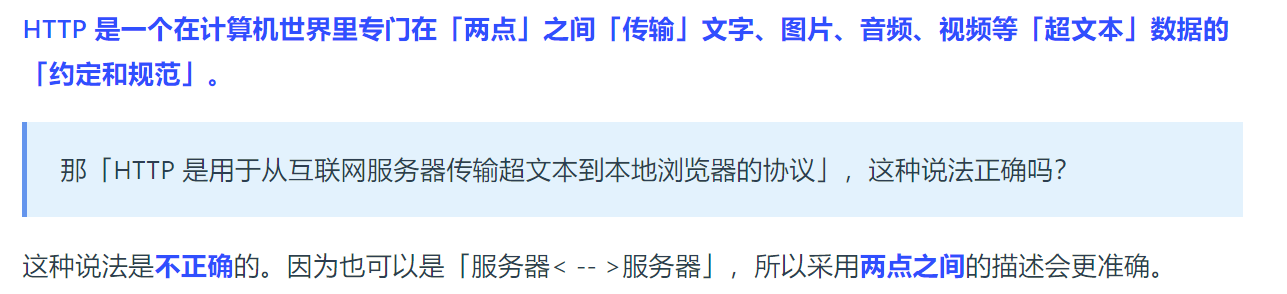 HTTP 是一个在计算机世界里专门在「两点」之间「传输」文字、图片、音频、视频等「超文本」数据的
「约定和规范」。
那「HTTP 是用于从互联网服务器传输超文本到本地浏览器的协议」，这种说法正确吗？
这种说法是不正确的。因为也可以是「服务器< -- >服务器」，所以采用两点之间的描述会更准确。